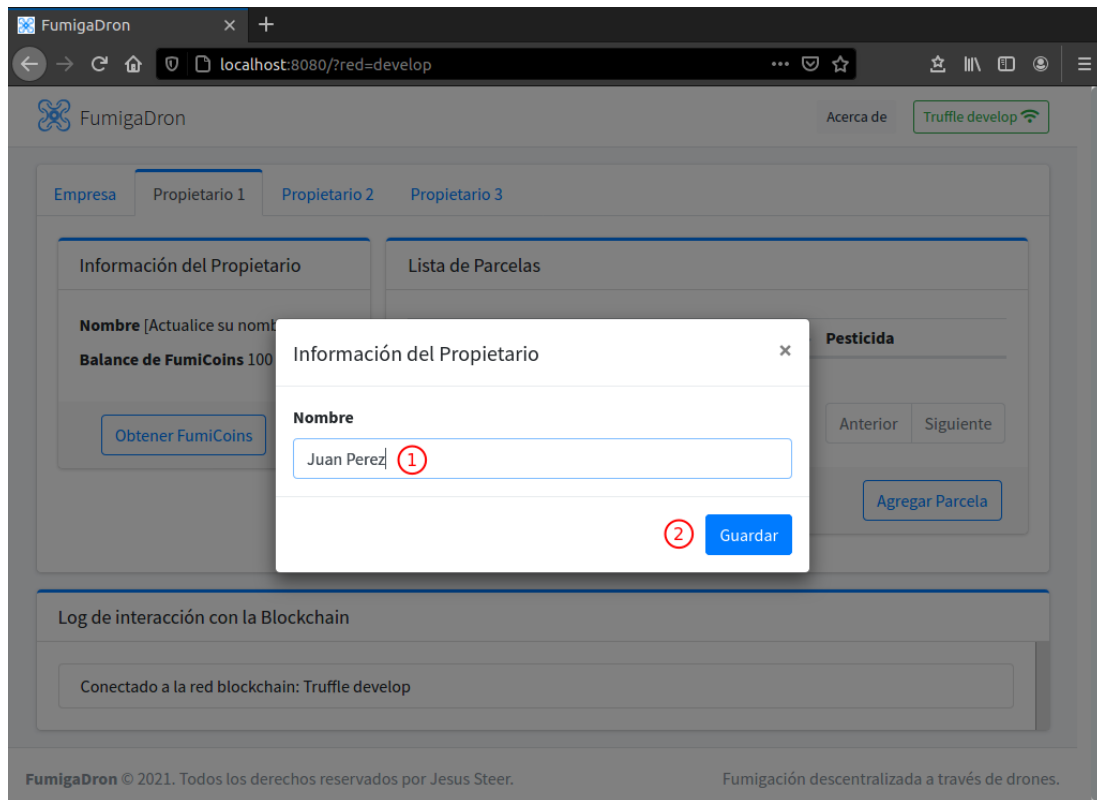 FumigaDron
localhost:8080/?red=develop
FumigaDron
Acerca de
Truffle develop
Empresa
Propietario 1
Propietario 2
Propietario 3
Información del Propietario
Lista de Parcelas
Nombre [Actualice su
Pesticida
Balance de FumiCoins 100
Información del Propietario
×
Nombre
Juan Perez
1
Anterior
Siguiente
Obtener FumiCoins
Agregar Parcela
2
Guardar
Log de interacción con la Blockchain
Conectado a la red blockchain: Truffle develop
FumigaDron © 2021. Todos los derechos reservados por Jesus Steer.
Fumigación descentralizada a través de drones.